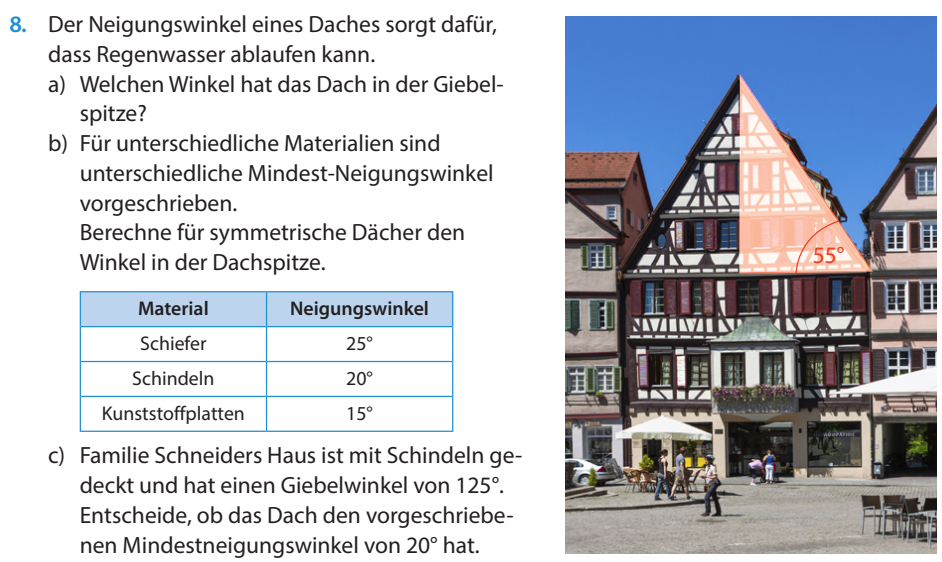 8. Der Neigungswinkel eines Daches sorgt dafür,
dass Regenwasser ablaufen kann.
a) Welchen Winkel hat das Dach in der Giebel-
spitze?
b) Für unterschiedliche Materialien sind
unterschiedliche Mindest-Neigungswinkel
vorgeschrieben.
Berechne für symmetrische Dächer den
Winkel in der Dachspitze.
Material Neigungswinkel
Schiefer 25°
Schindeln 20°
Kunststoffplatten 15°
c) Familie Schneiders Haus ist mit Schindeln ge-
deckt und hat einen Giebelwinkel von 125°.
Entscheide, ob das Dach den vorgeschriebe-
nen Mindestneigungswinkel von 20° hat.
55°